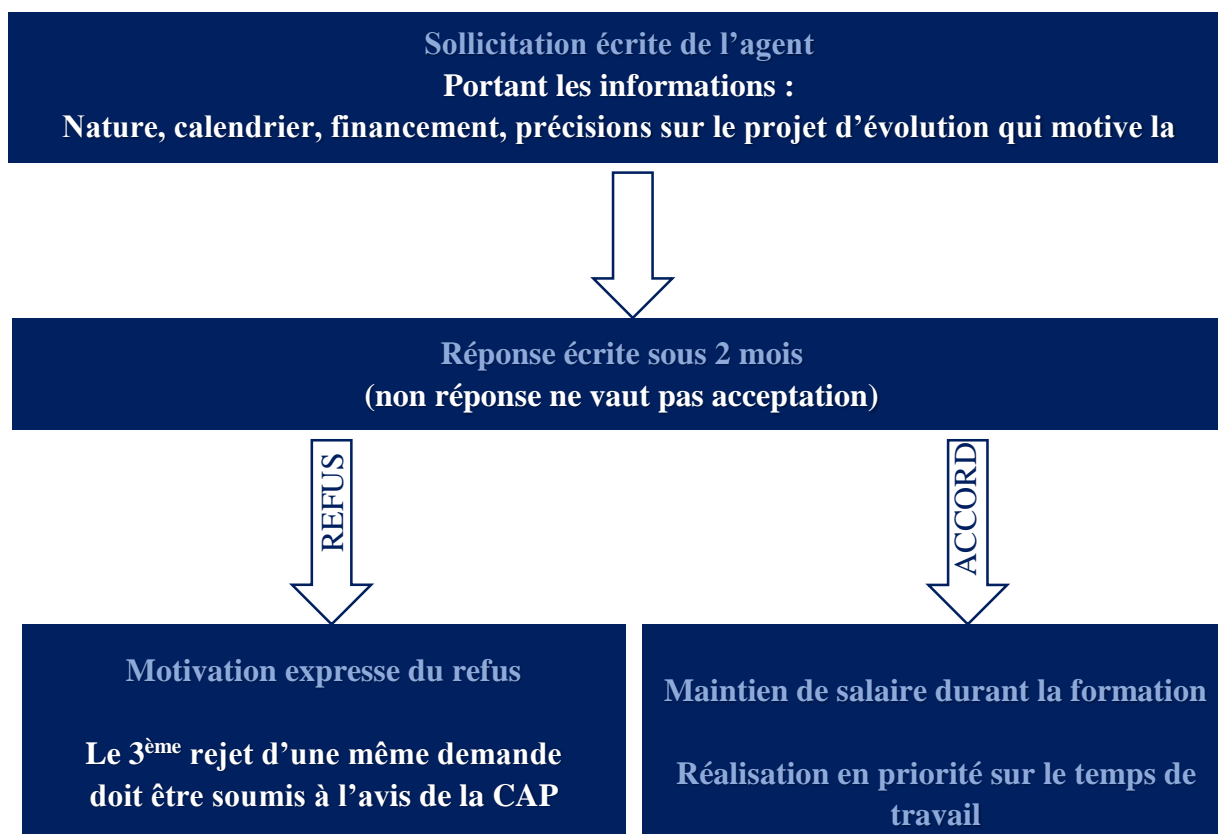 Sollicitation écrite de l’agent
Portant les informations :
Nature, calendrier, financement, précisions sur le projet d’évolution qui motive la
Réponse écrite sous 2 mois
(non réponse ne vaut pas acceptation)
REFUS
ACCORD
Motivation expresse du refus
Le 3ème rejet d’une même demande
doit être soumis à l’avis de la CAP
Maintien de salaire durant la formation
Réalisation en priorité sur le temps de
travail